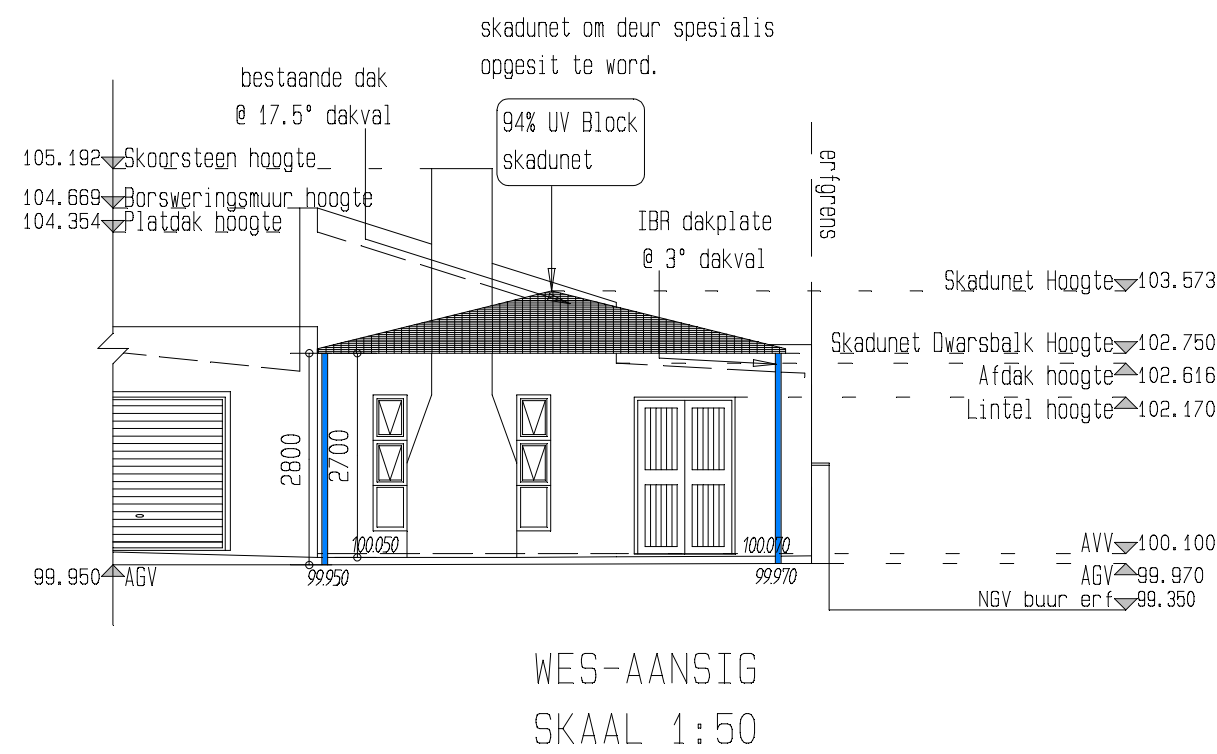 skadunet om deur spesialis
opgesit te word.
bestaande dak
@ 17.5° dakval
94% UV Block
skadunet
105.192 Skoorsteen hoogte
104.669 Borsweringsmuur hoogte
104.354 Platdak hoogte
erfgrens
IBR dakplate
@ 3° dakval
Skadunet Hoogte 103.573
Skadunet Dwarsbalk Hoogte 102.750
Afdak hoogte 102.616
Lintel hoogte 102.170
2800
2700
100.050
100.070
AVV 100.100
99.950 AGV
99.950
99.970
AGV 99.970
NGV buur erf 99.350
WES-AANSIG
SKAAL 1:50